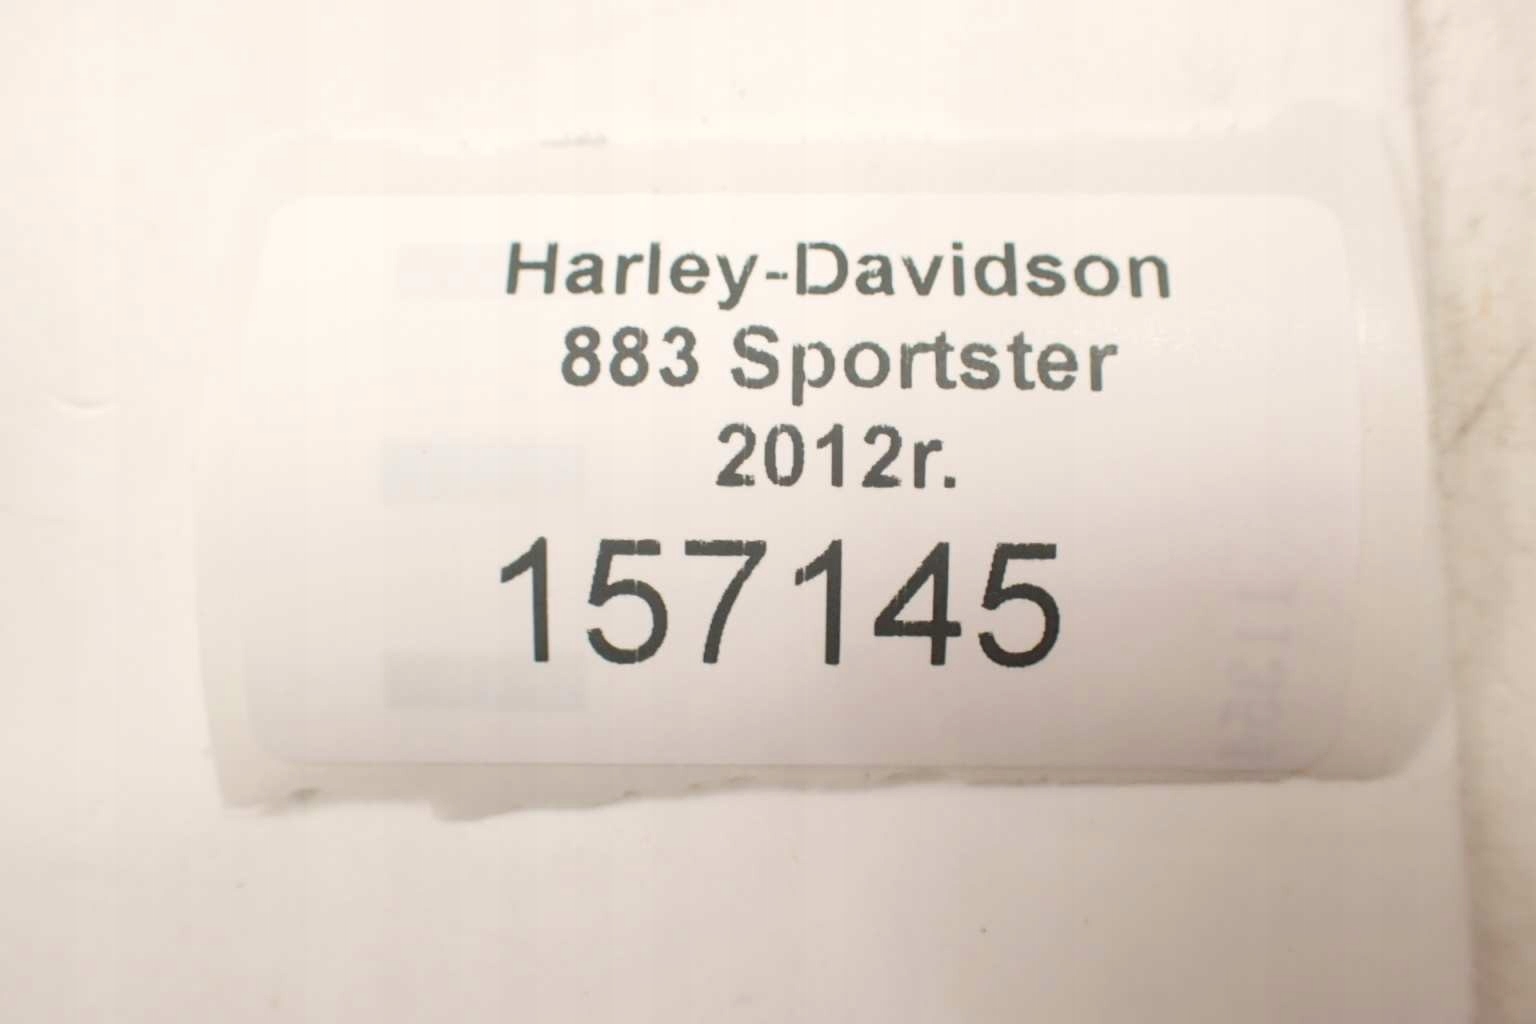 Harley-Davidson
883 Sportster
2012r.
157145